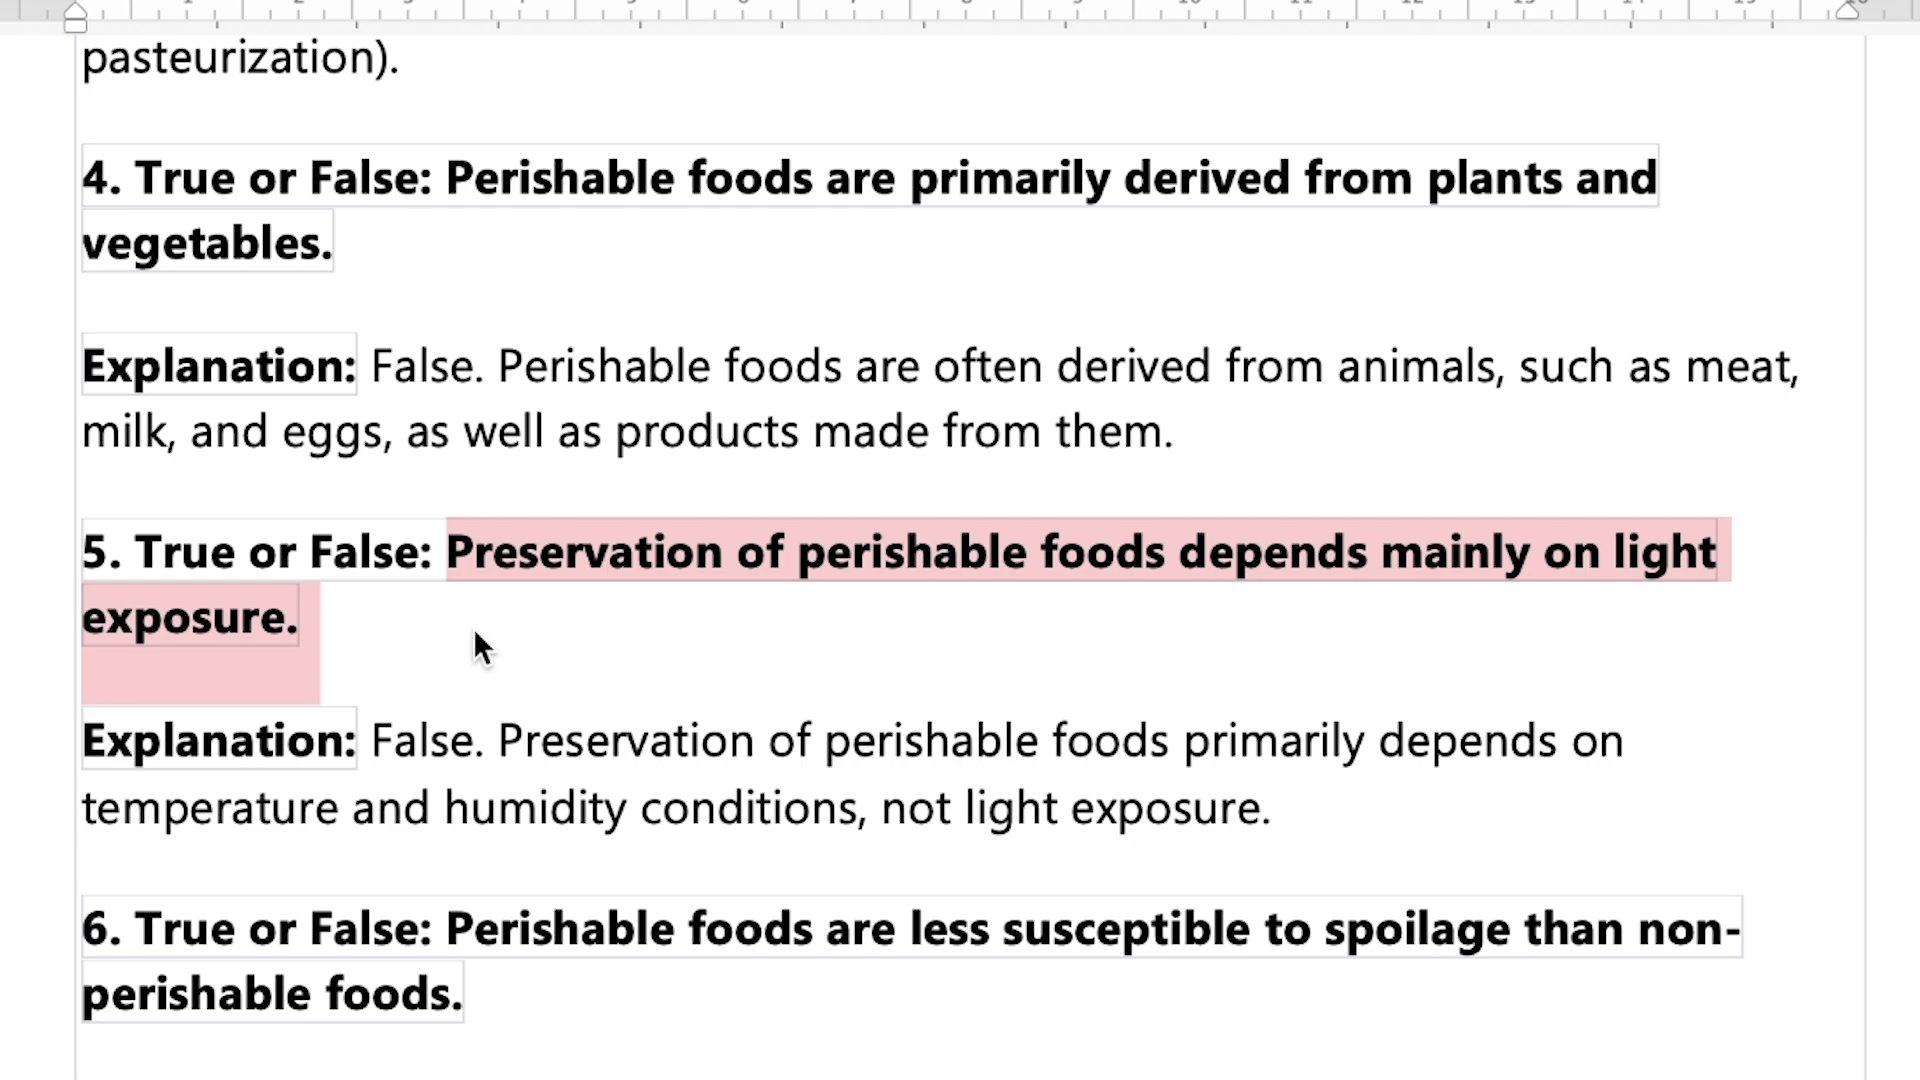 pasteurization).
4. True or False: Perishable foods are primarily derived from plants and
vegetables.
Explanation: False. Perishable foods are often derived from animals, such as meat,
milk, and eggs, as well as products made from them.
5. True or False: Preservation of perishable foods depends mainly on light
exposure.
Explanation: False. Preservation of perishable foods primarily depends on
temperature and humidity conditions, not light exposure.
6. True or False: Perishable foods are less susceptible to spoilage than non-
perishable foods.